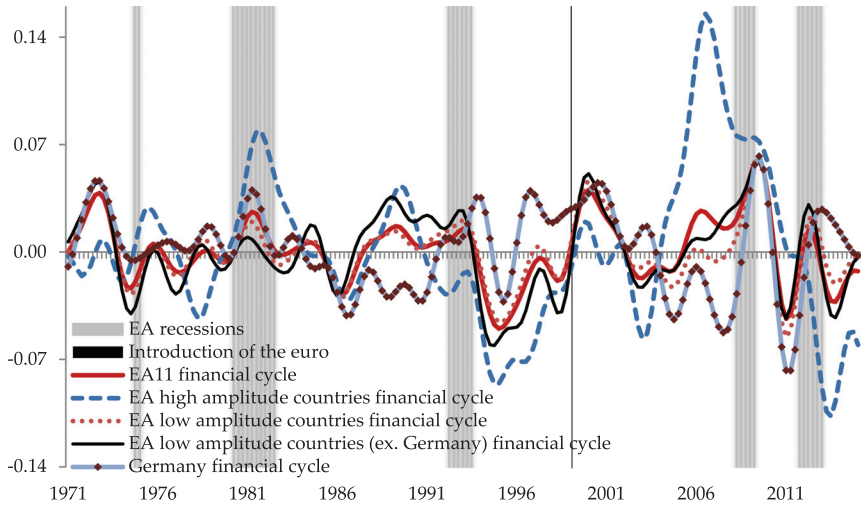 0.14
0.07
0.00
-0.07
-0.14
EA recessions
Introduction of the euro
EA11 financial cycle
EA high amplitude countries financial cycle
EA low amplitude countries financial cycle
EA low amplitude countries (ex. Germany) financial cycle
Germany financial cycle
1971 1976 1981 1986 1991 1996 2001 2006 2011